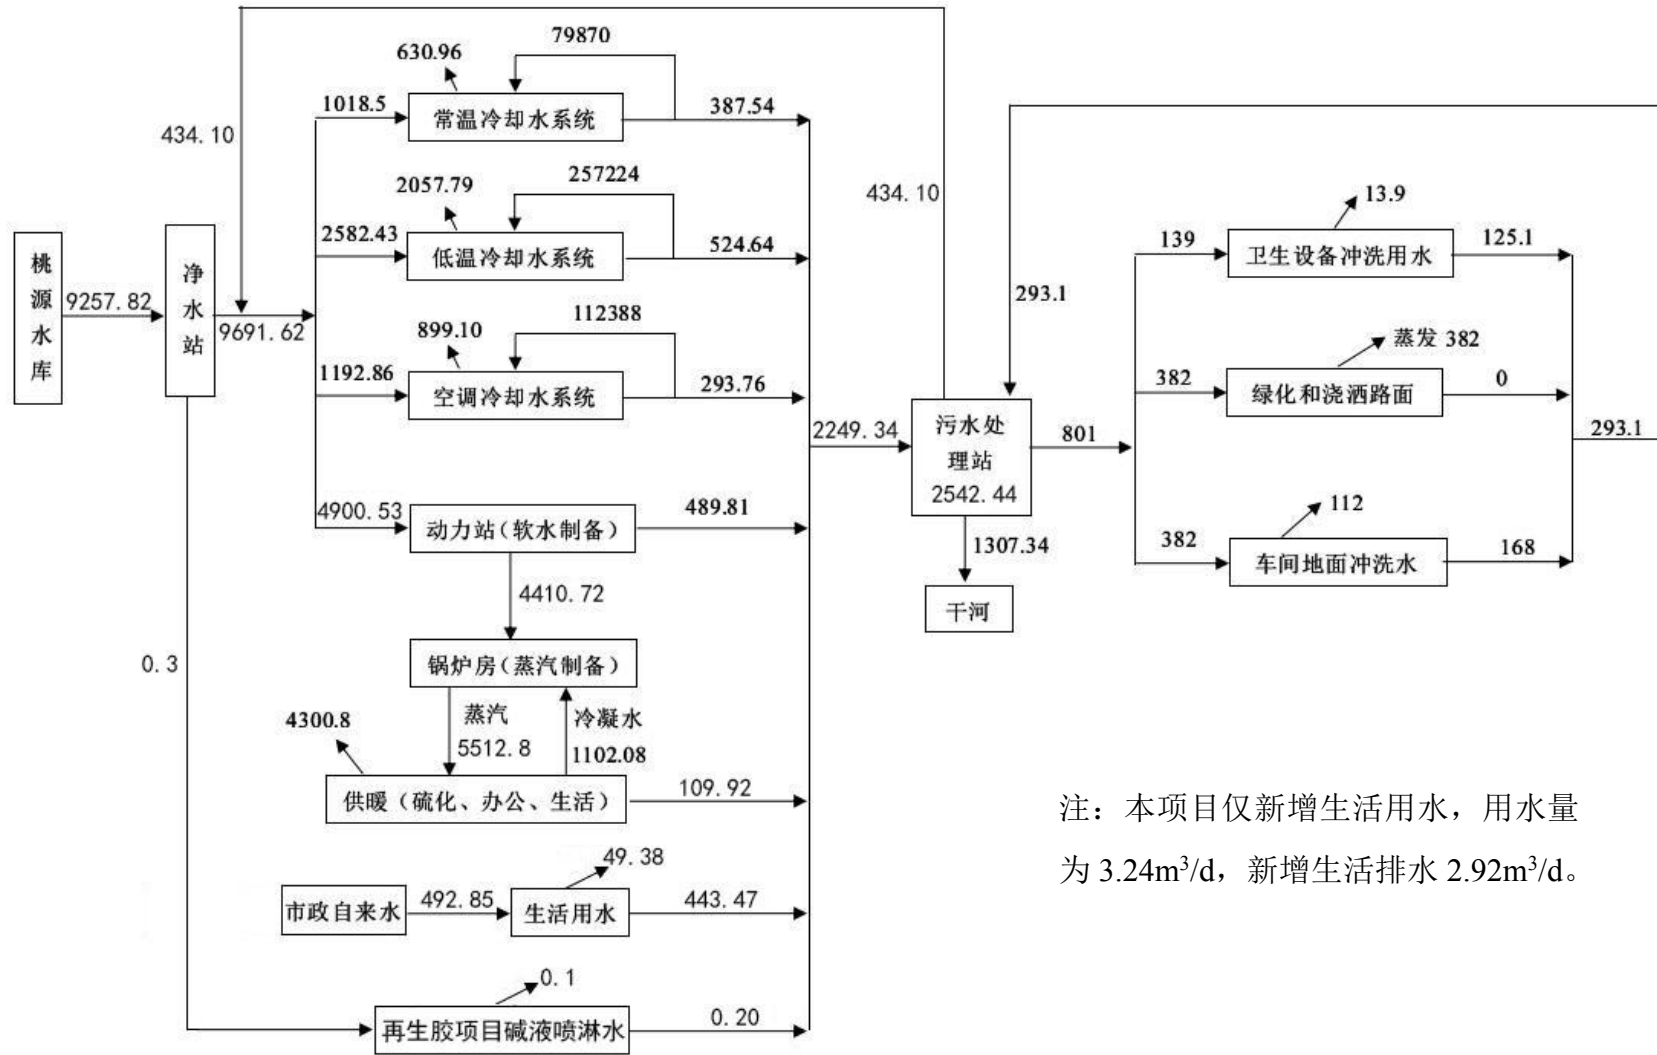 79870
630.96
1018.5
常温冷却水系统
387.54
434.10
257224
2057.79
434.10
13.9
2582.43
低温冷却水系统
524.64
139
卫生设备冲洗用水
125.1
桃源水库
9257.82
净水站
9691.62
112388
899.10
293.1
蒸发 382
1192.86
空调冷却水系统
293.76
382
绿化和浇洒路面
0
2249.34
污水处
理站
2542.44
801
293.1
4900.53
动力站（软水制备）
489.81
1307.34
382
112
车间地面冲洗水
168
4410.72
干河
0.3
锅炉房（蒸汽制备）
4300.8
蒸汽
5512.8
冷凝水
1102.08
供暖（硫化、办公、生活）
109.92
注：本项目仅新增生活用水，用水量
为 3.24m³/d，新增生活排水 2.92m³/d。
49.38
市政自来水
492.85
生活用水
443.47
0.1
再生胶项目碱液喷淋水
0.20